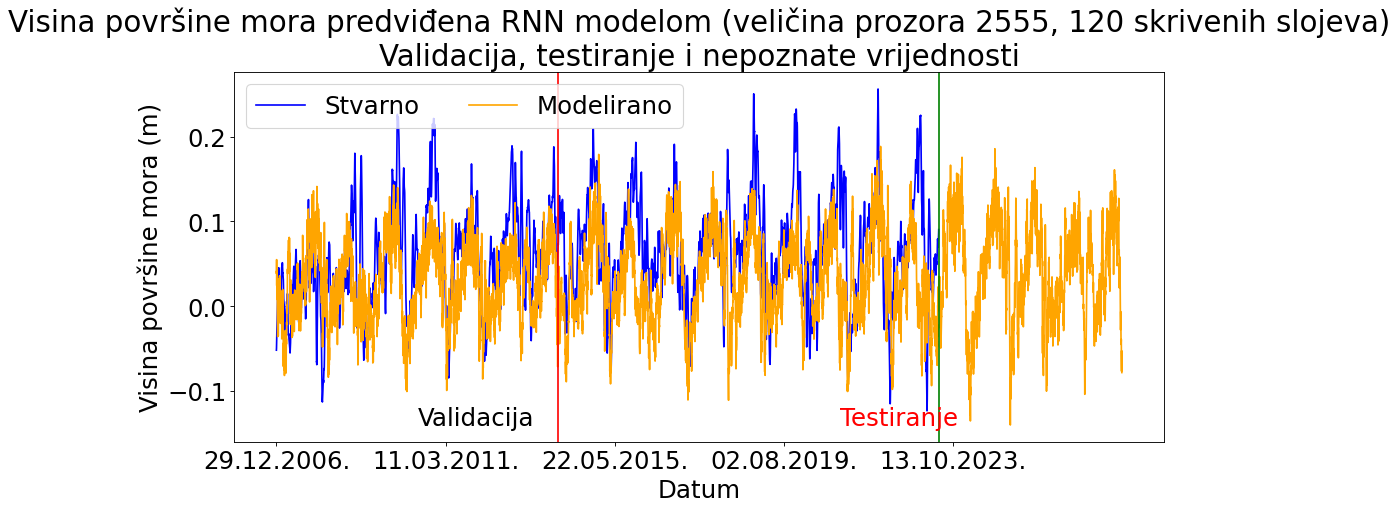 Visina površine mora predviđena RNN modelom (veličina prozora 2555, 120 skrivenih slojeva)
Validacija, testiranje i nepoznate vrijednosti
Stvarno
Modelirano
Visina površine mora (m)
0.2
0.1
0.0
−0.1
Validacija
Testiranje
29.12.2006.
11.03.2011.
22.05.2015.
02.08.2019.
13.10.2023.
Datum